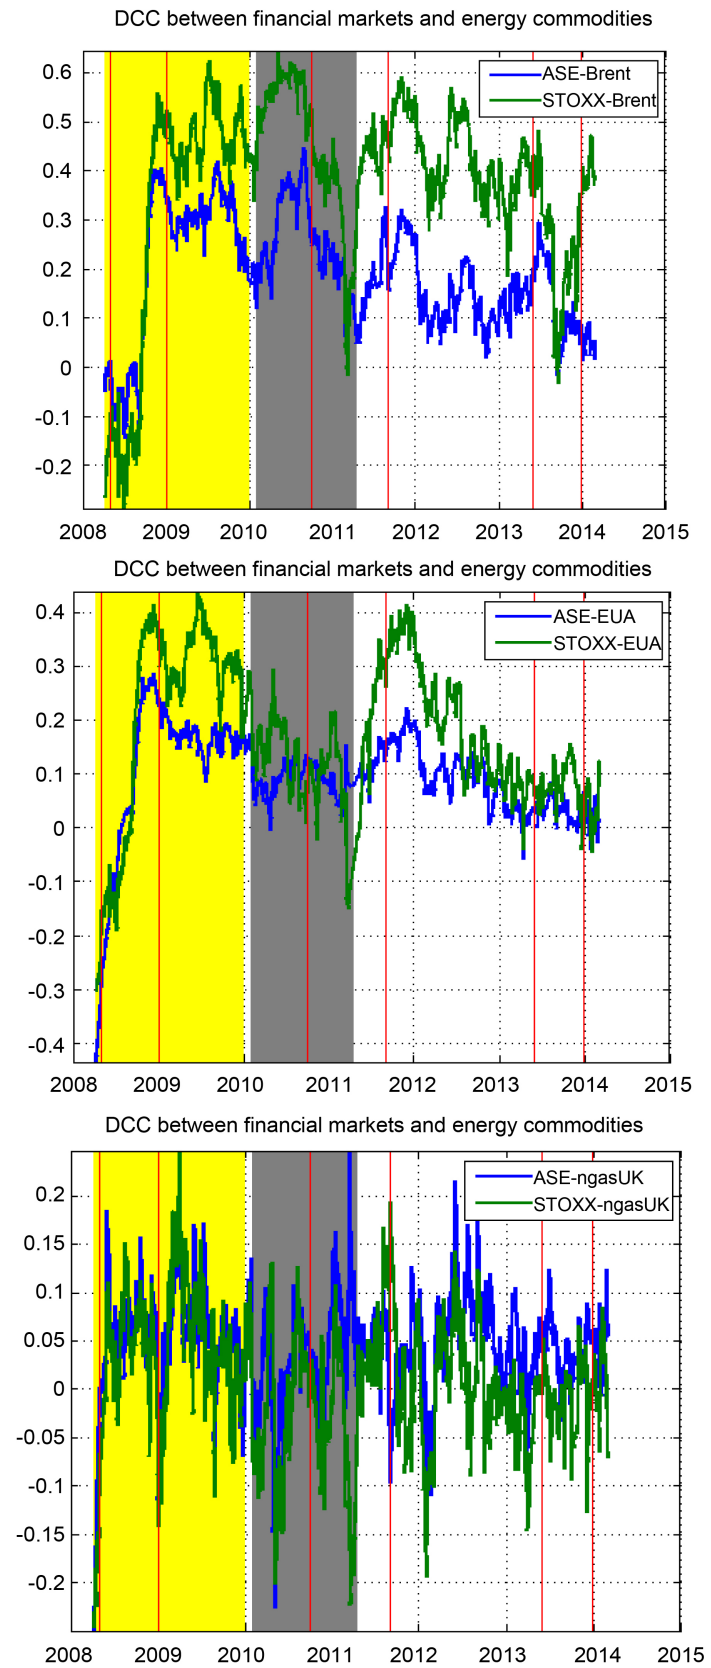 DCC between financial markets and energy commodities
0.6
0.5
0.4
0.3
0.2
0.1
0
-0.1
-0.2
ASE-Brent
STOXX-Brent
2008 2009 2010 2011 2012 2013 2014 2015
DCC between financial markets and energy commodities
0.4
0.3
0.2
0.1
0
-0.1
-0.2
-0.3
-0.4
ASE-EUA
STOXX-EUA
2008 2009 2010 2011 2012 2013 2014 2015
DCC between financial markets and energy commodities
0.2
0.15
0.1
0.05
0
-0.05
-0.1
-0.15
-0.2
ASE-ngasUK
STOXX-ngasUK
2008 2009 2010 2011 2012 2013 2014 2015